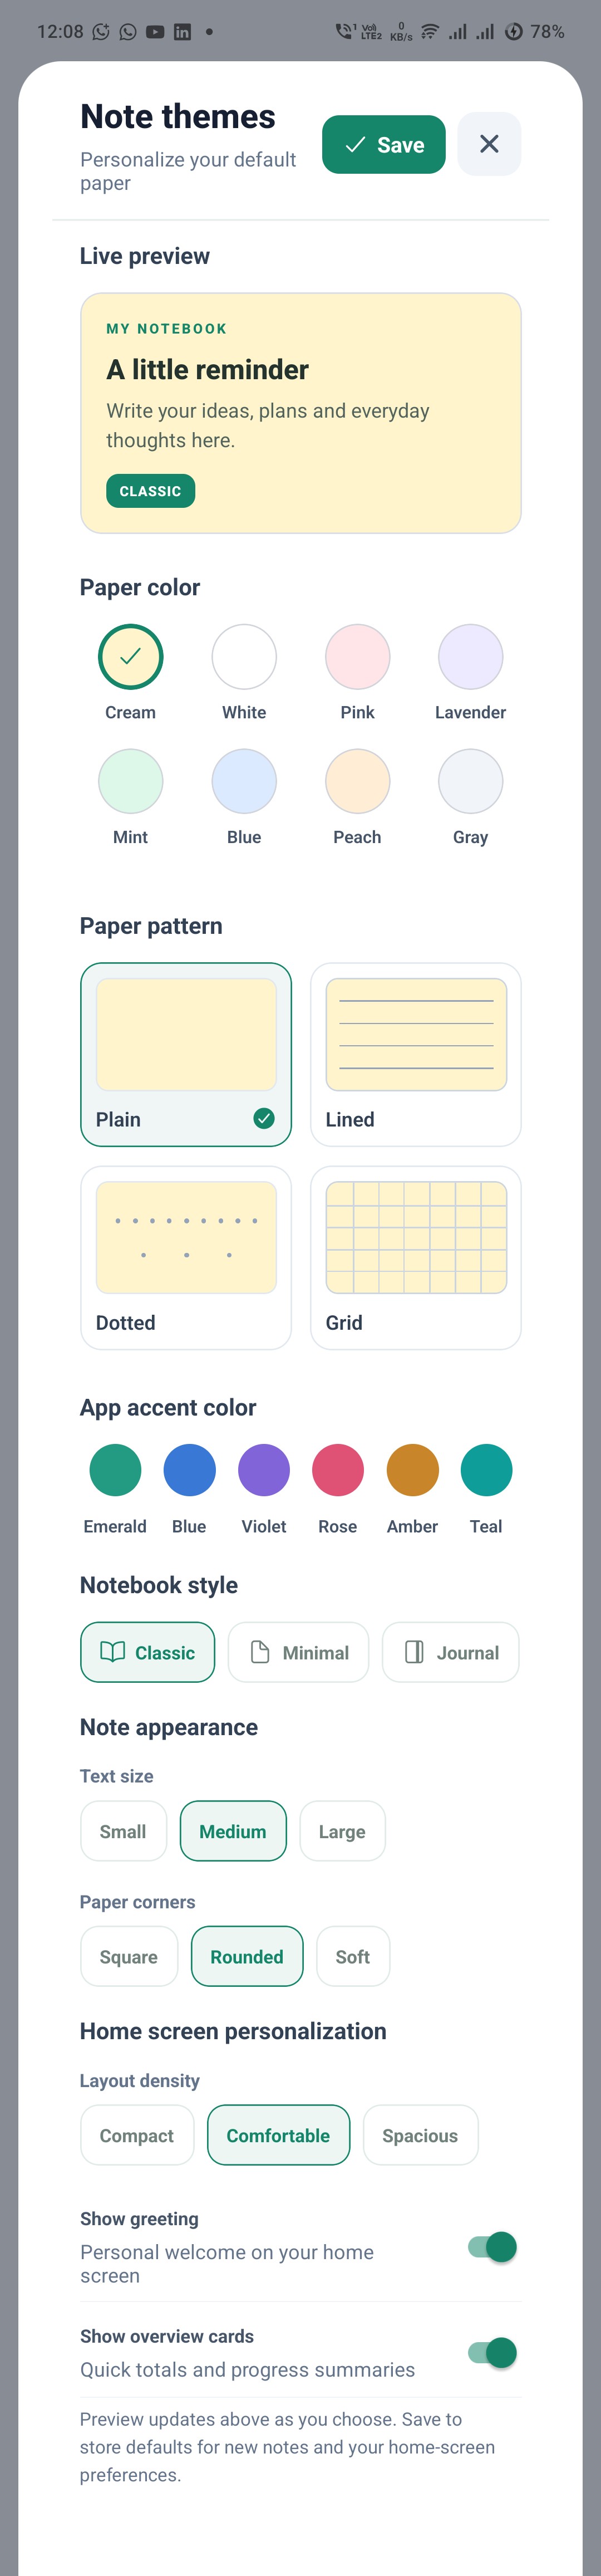 12:08
1
Voli
LTE2
0
KB/s
78%
Note themes
Personalize your default
paper
Save
Live preview
MY NOTEBOOK
A little reminder
Write your ideas, plans and everyday
thoughts here.
CLASSIC
Paper color
Cream White Pink Lavender
Mint Blue Peach Gray
Paper pattern
Plain Lined
Dotted Grid
App accent color
Emerald Blue Violet Rose Amber Teal
Notebook style
Classic Minimal Journal
Note appearance
Text size
Small Medium Large
Paper corners
Square Rounded Soft
Home screen personalization
Layout density
Compact Comfortable Spacious
Show greeting
Personal welcome on your home
screen
Show overview cards
Quick totals and progress summaries
Preview updates above as you choose. Save to
store defaults for new notes and your home-screen
preferences.